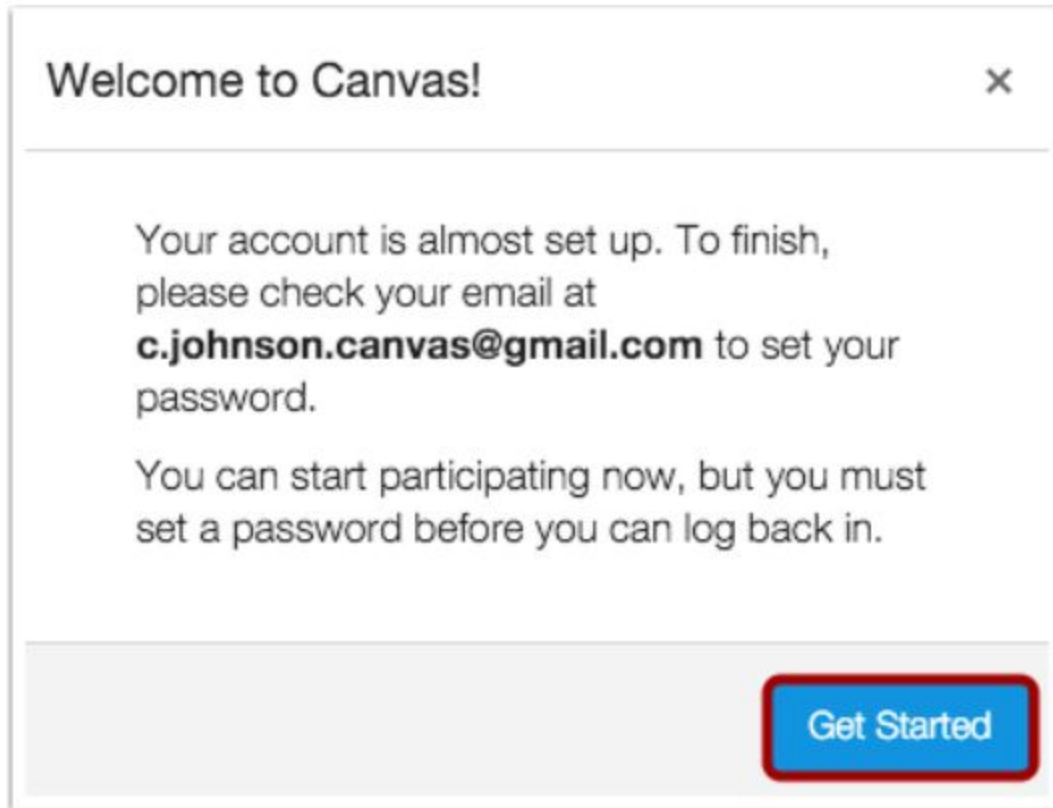 Welcome to Canvas!
Your account is almost set up. To finish,
please check your email at
c.johnson.canvas@gmail.com to set your
password.
You can start participating now, but you must
set a password before you can log back in.
Get Started